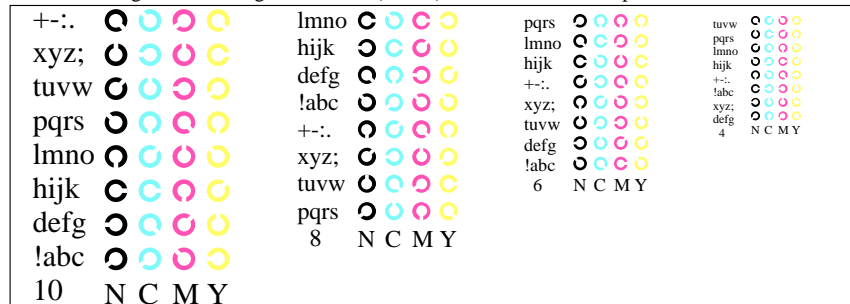 +-:.
xyz;
tuvw
pqrs
lmno
hijk
defg
!abc
10 N C M Y
lmno
hijk
defg
!abc
+-:.
xyz;
tuvw
pqrs
8 N C M Y
pqrs
lmno
hijk
+-:.
xyz;
tuvw
defg
!abc
6 N C M Y
tuvw
pqrs
lmno
hijk
+-:.
!abc
xyz;
defg
4 N C M Y